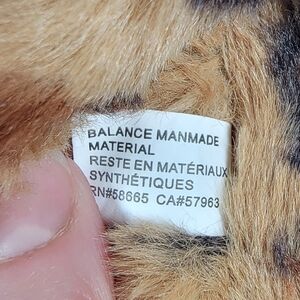 BALANCE MANMADE
MATERIAL
RESTE EN MATÉRIAUX
SYNTHÉTIQUES
RN#58665 CA#57963